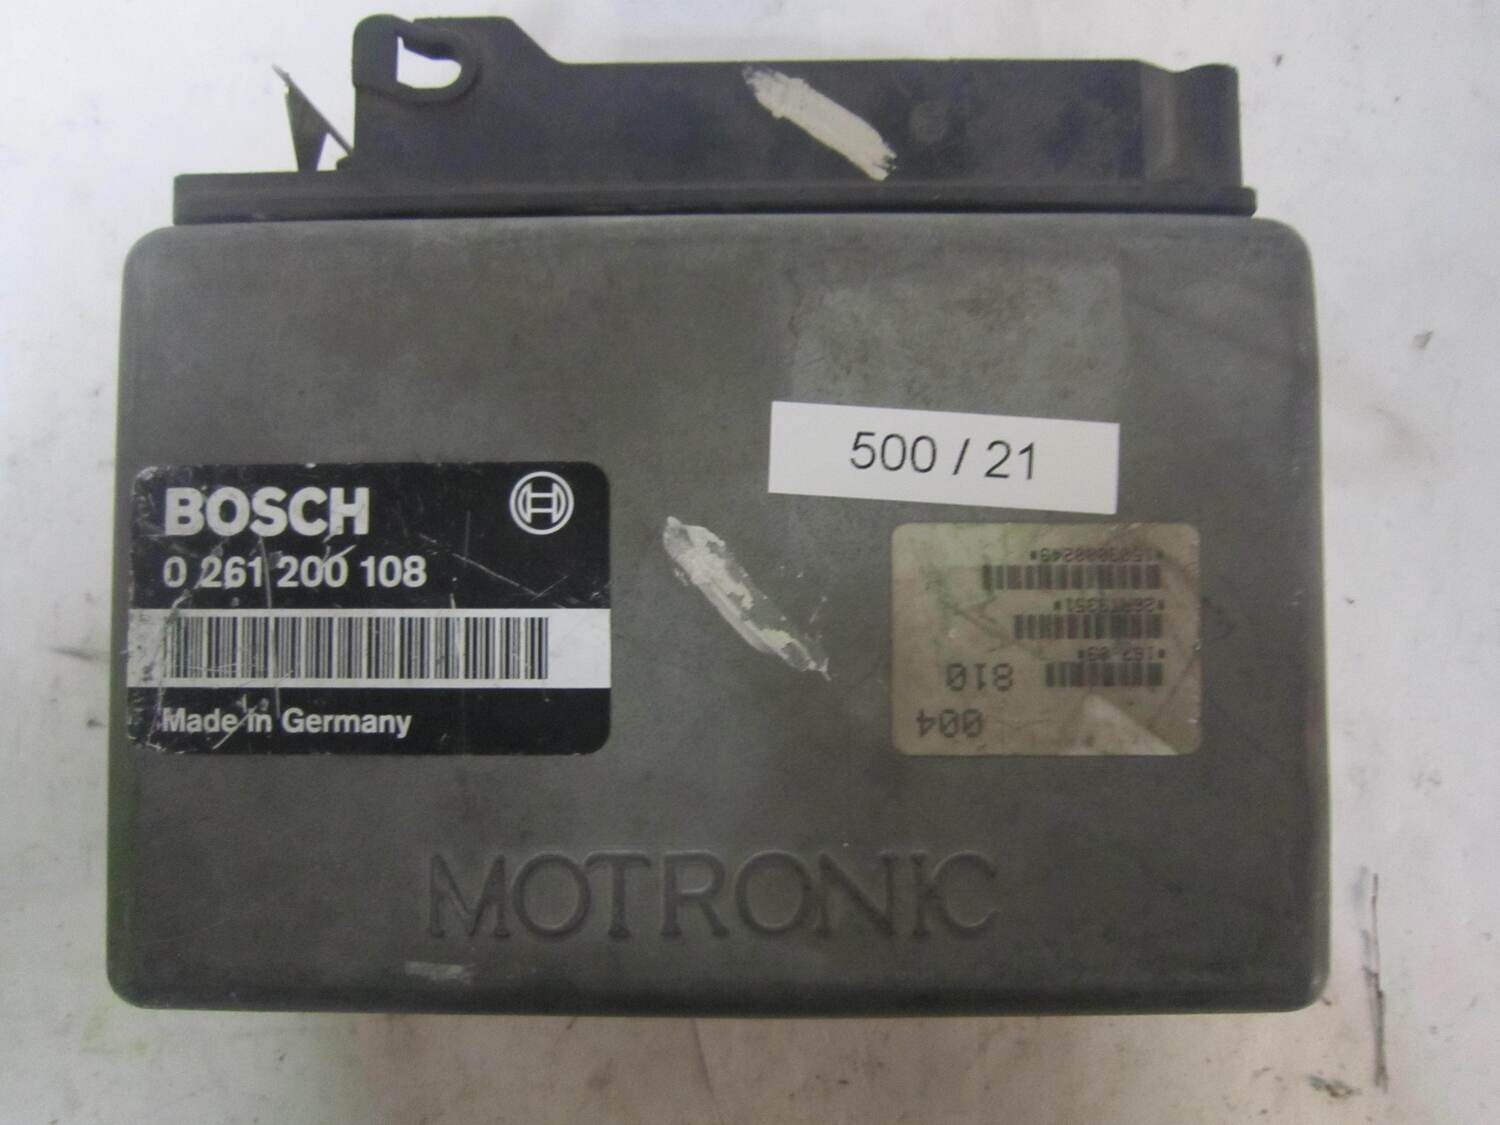 BOSCH
0 261 200 108
Made in Germany
500 / 21
004
810
MOTRONIC